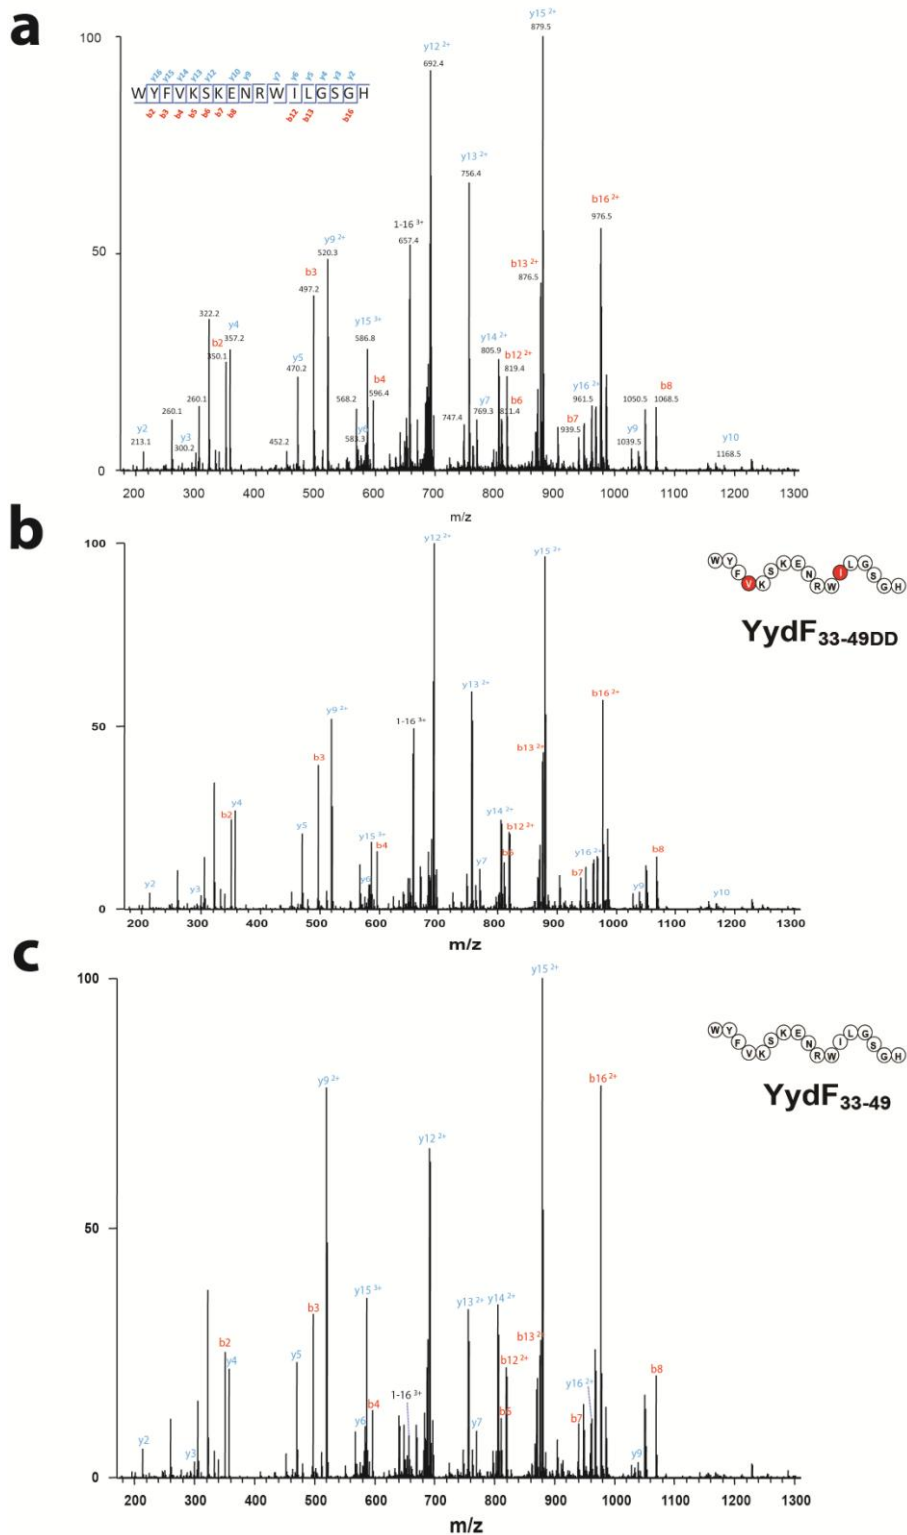 a
100
50
0
y16 y15 y14 y13 y12 y10 y9 y7 y6 y5 y4 y3 y2
WYFVKSKENRWILGSGH
b2 b3 b4 b5 b6 b7 b8 b12 b13 b16
y15 2+
879.5
y12 2+
692.4
y13 2+
756.4
b16 2+
976.5
1-16 3+
657.4
y9 2+
520.3
b3
497.2
b13 2+
876.5
322.2
b2
350.1
y4
357.2
y15 3+
586.8
y14 2+
805.9
b12 2+
819.4
y5
470.2
b4
596.4
b6
811.4
y16 2+
961.5
b8
1068.5
1050.5
y2
213.1
260.1
260.1
y3
300.2
452.2
568.2
y6
583.3
747.4
y7
769.3
b7
939.5
y9
1039.5
y10
1168.5
200 300 400 500 600 700 800 900 1000 1100 1200 1300
m/z
b
100
50
0
y12 2+
y15 2+
y13 2+
b16 2+
y9 2+
1-16 3+
b3
b13 2+
b2
y4
y5
y15 3+
b4
y14 2+
b12 2+
b6
y16 2+
b8
y2
y3
y6
y7
b7
y9
y10
WYFVKSKENRWILGSGH
YydF33-49DD
200 300 400 500 600 700 800 900 1000 1100 1200 1300
m/z
c
100
50
0
y15 2+
y9 2+
b16 2+
y12 2+
y15 3+
b3
y13 2+
y14 2+
b13 2+
b2
y4
y5
b12 2+
y16 2+
b8
1-16 3+
b4
y6
b6
y7
b7
y2
y3
y9
WYFVKSKENRWILGSGH
YydF33-49
200 300 400 500 600 700 800 900 1000 1100 1200 1300
m/z